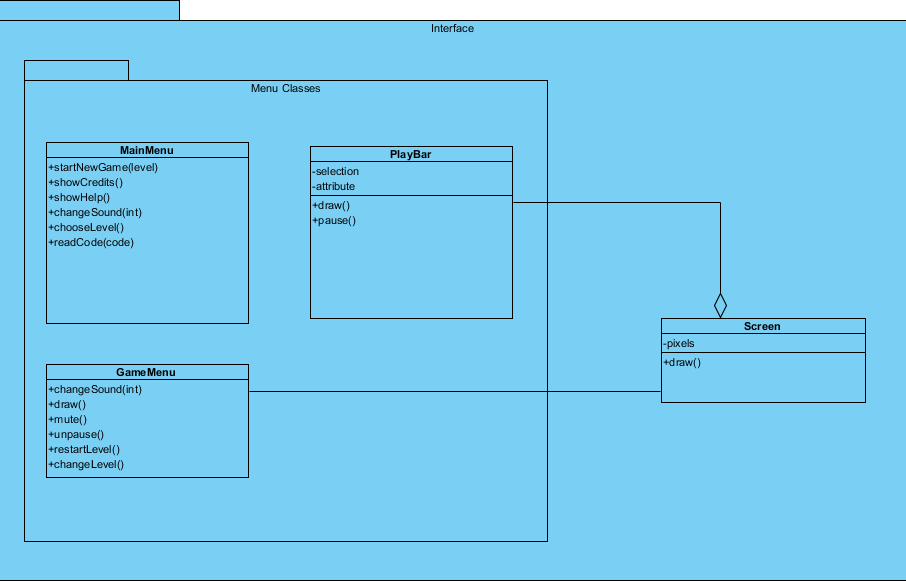 Interface
Menu Classes
MainMenu
+startNewGame(level)
+showCredits()
+showHelp()
+changeSound(int)
+chooseLevel()
+readCode(code)
PlayBar
-selection
-attribute
+draw()
+pause()
Screen
-pixels
+draw()
GameMenu
+changeSound(int)
+draw()
+mute()
+unpause()
+restartLevel()
+changeLevel()